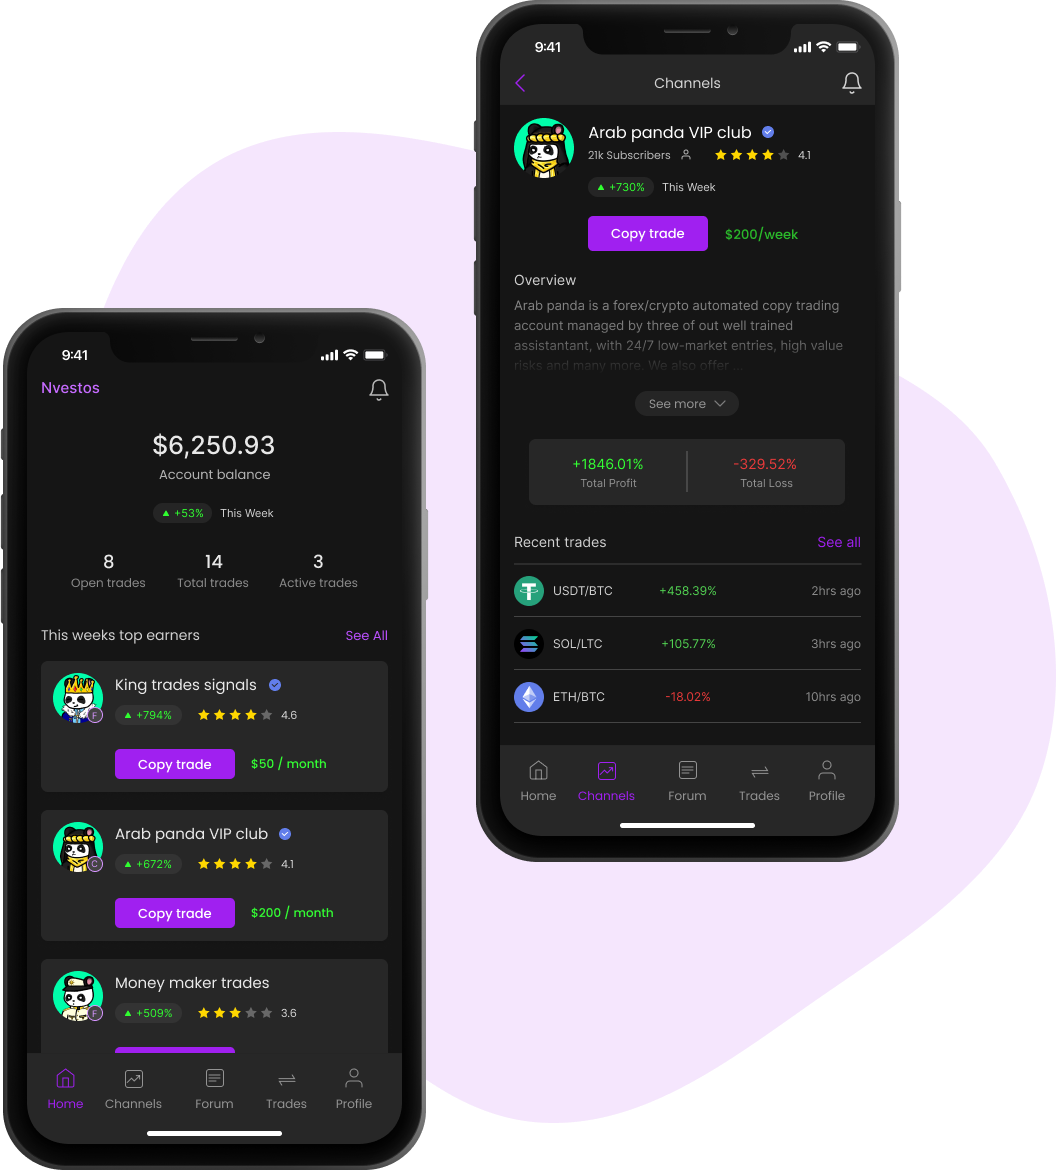 9:41
Nvestos
$6,250.93
Account balance
+53% This Week
8 14 3
Open trades Total trades Active trades
This weeks top earners See All
King trades signals
F +794% 4.6
Copy trade $50 / month
Arab panda VIP club
C +672% 4.1
Copy trade $200 / month
Money maker trades
F +509% 3.6
Home Channels Forum Trades Profile
9:41
Channels
Arab panda VIP club
21k Subscribers 4.1
+730% This Week
Copy trade $200/week
Overview
Arab panda is a forex/crypto automated copy trading
account managed by three of out well trained
assistantant, with 24/7 low-market entries, high value
risks and many more. We also offer ...
See more
+1846.01% -329.52%
Total Profit Total Loss
Recent trades See all
USDT/BTC +458.39% 2hrs ago
SOL/LTC +105.77% 3hrs ago
ETH/BTC -18.02% 10hrs ago
Home Channels Forum Trades Profile